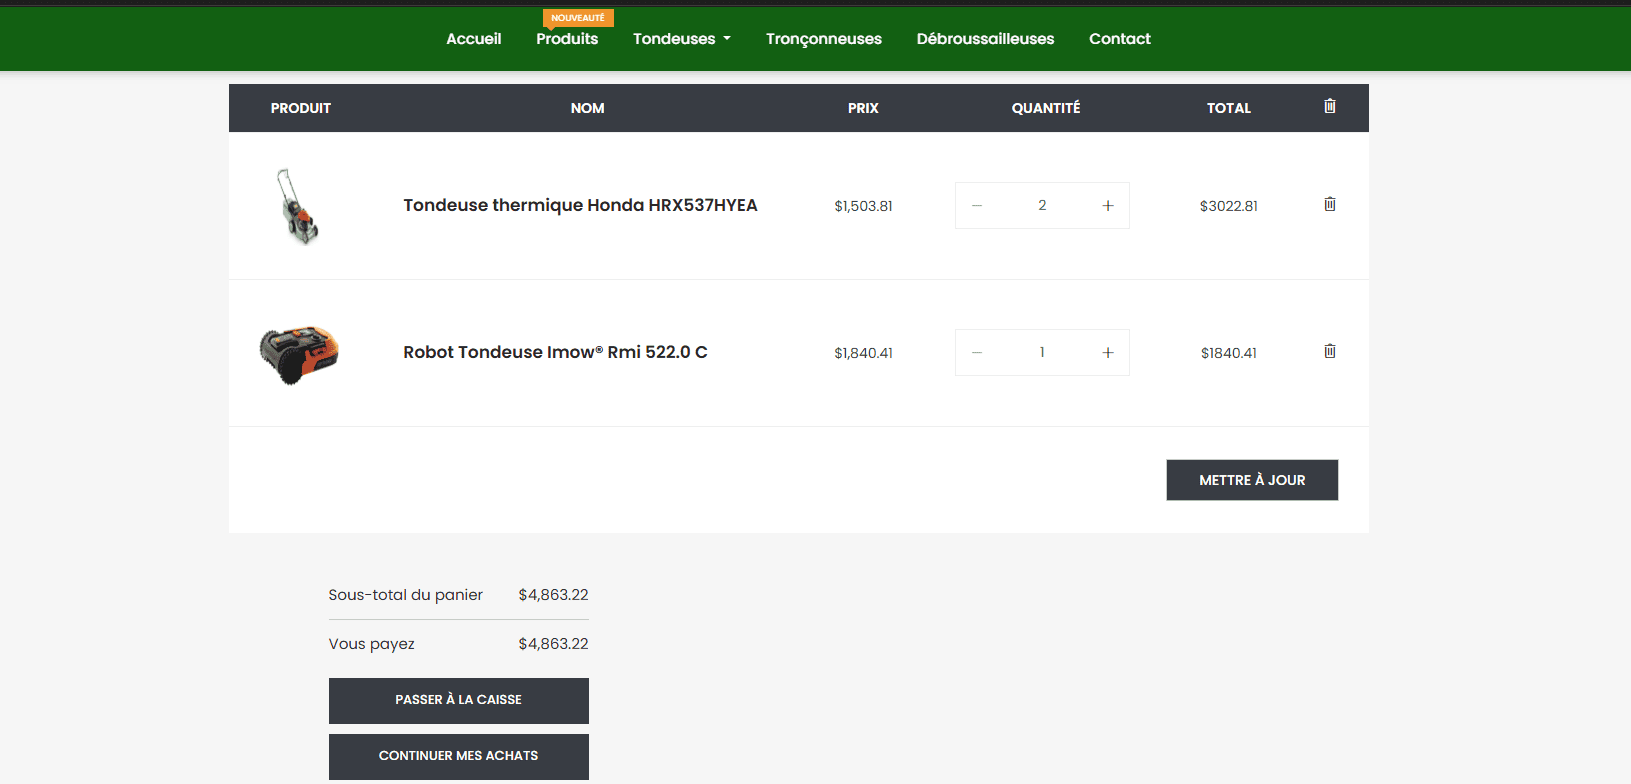 NOUVEAUTÉ
Accueil Produits Tondeuses Tronçonneuses Débroussailleuses Contact
PRODUIT NOM PRIX QUANTITÉ TOTAL
Tondeuse thermique Honda HRX537HYEA $1,503.81 − 2 + $3022.81
Robot Tondeuse Imow® Rmi 522.0 C $1,840.41 − 1 + $1840.41
METTRE À JOUR
Sous-total du panier $4,863.22
Vous payez $4,863.22
PASSER À LA CAISSE
CONTINUER MES ACHATS